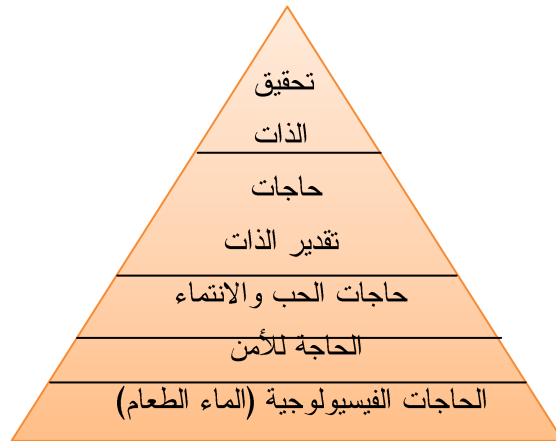 تحقيق
الذات
حاجات
تقدير الذات
حاجات الحب والانتماء
الحاجة للأمن
الحاجات الفيسيولوجية (الماء الطعام)